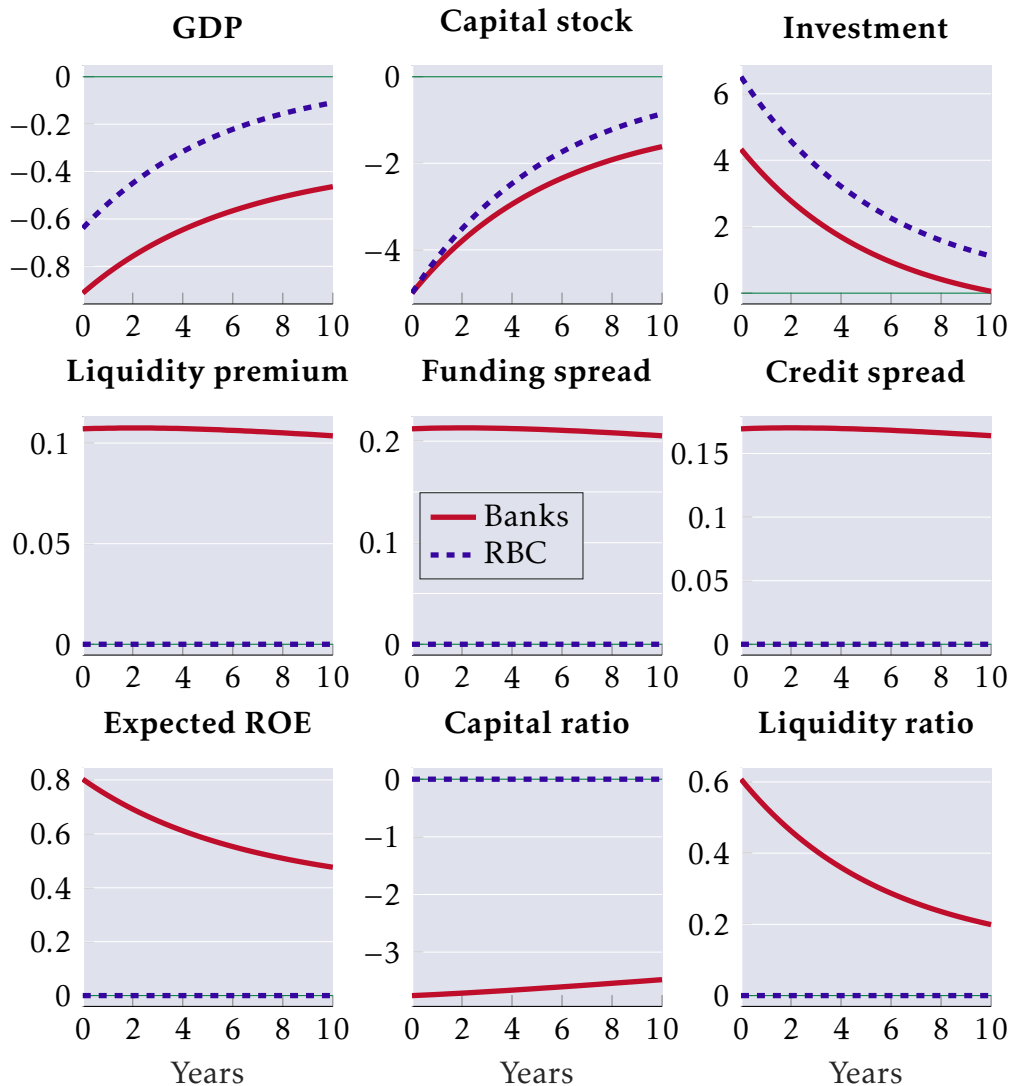 GDP
Capital stock
Investment
0
−0.2
−0.4
−0.6
−0.8
0 2 4 6 8 10
0
−2
−4
0 2 4 6 8 10
6
4
2
0
0 2 4 6 8 10
Liquidity premium
Funding spread
Credit spread
0.1
0.05
0
0 2 4 6 8 10
0.2
0.1
0
Banks
RBC
0 2 4 6 8 10
0.15
0.1
0.05
0
0 2 4 6 8 10
Expected ROE
Capital ratio
Liquidity ratio
0.8
0.6
0.4
0.2
0
0 2 4 6 8 10
Years
0
−1
−2
−3
0 2 4 6 8 10
Years
0.6
0.4
0.2
0
0 2 4 6 8 10
Years